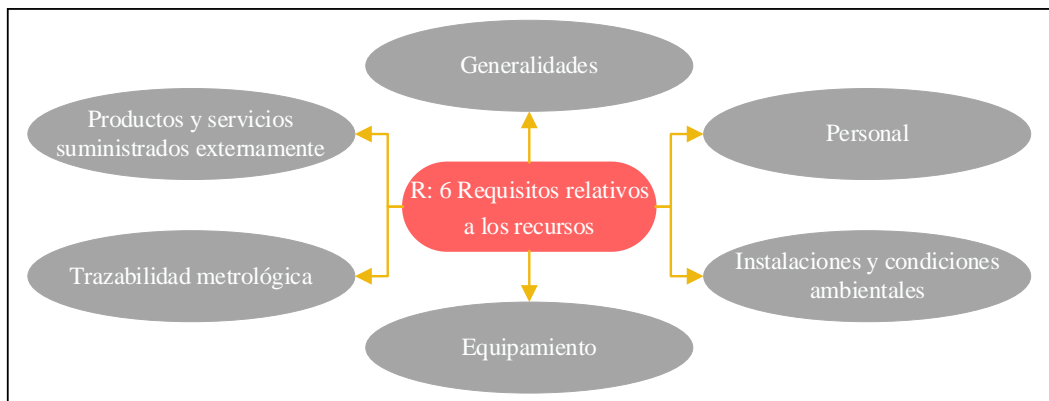 Generalidades
Productos y servicios
suministrados externamente
Personal
R: 6 Requisitos relativos
a los recursos
Trazabilidad metrológica
Instalaciones y condiciones
ambientales
Equipamiento